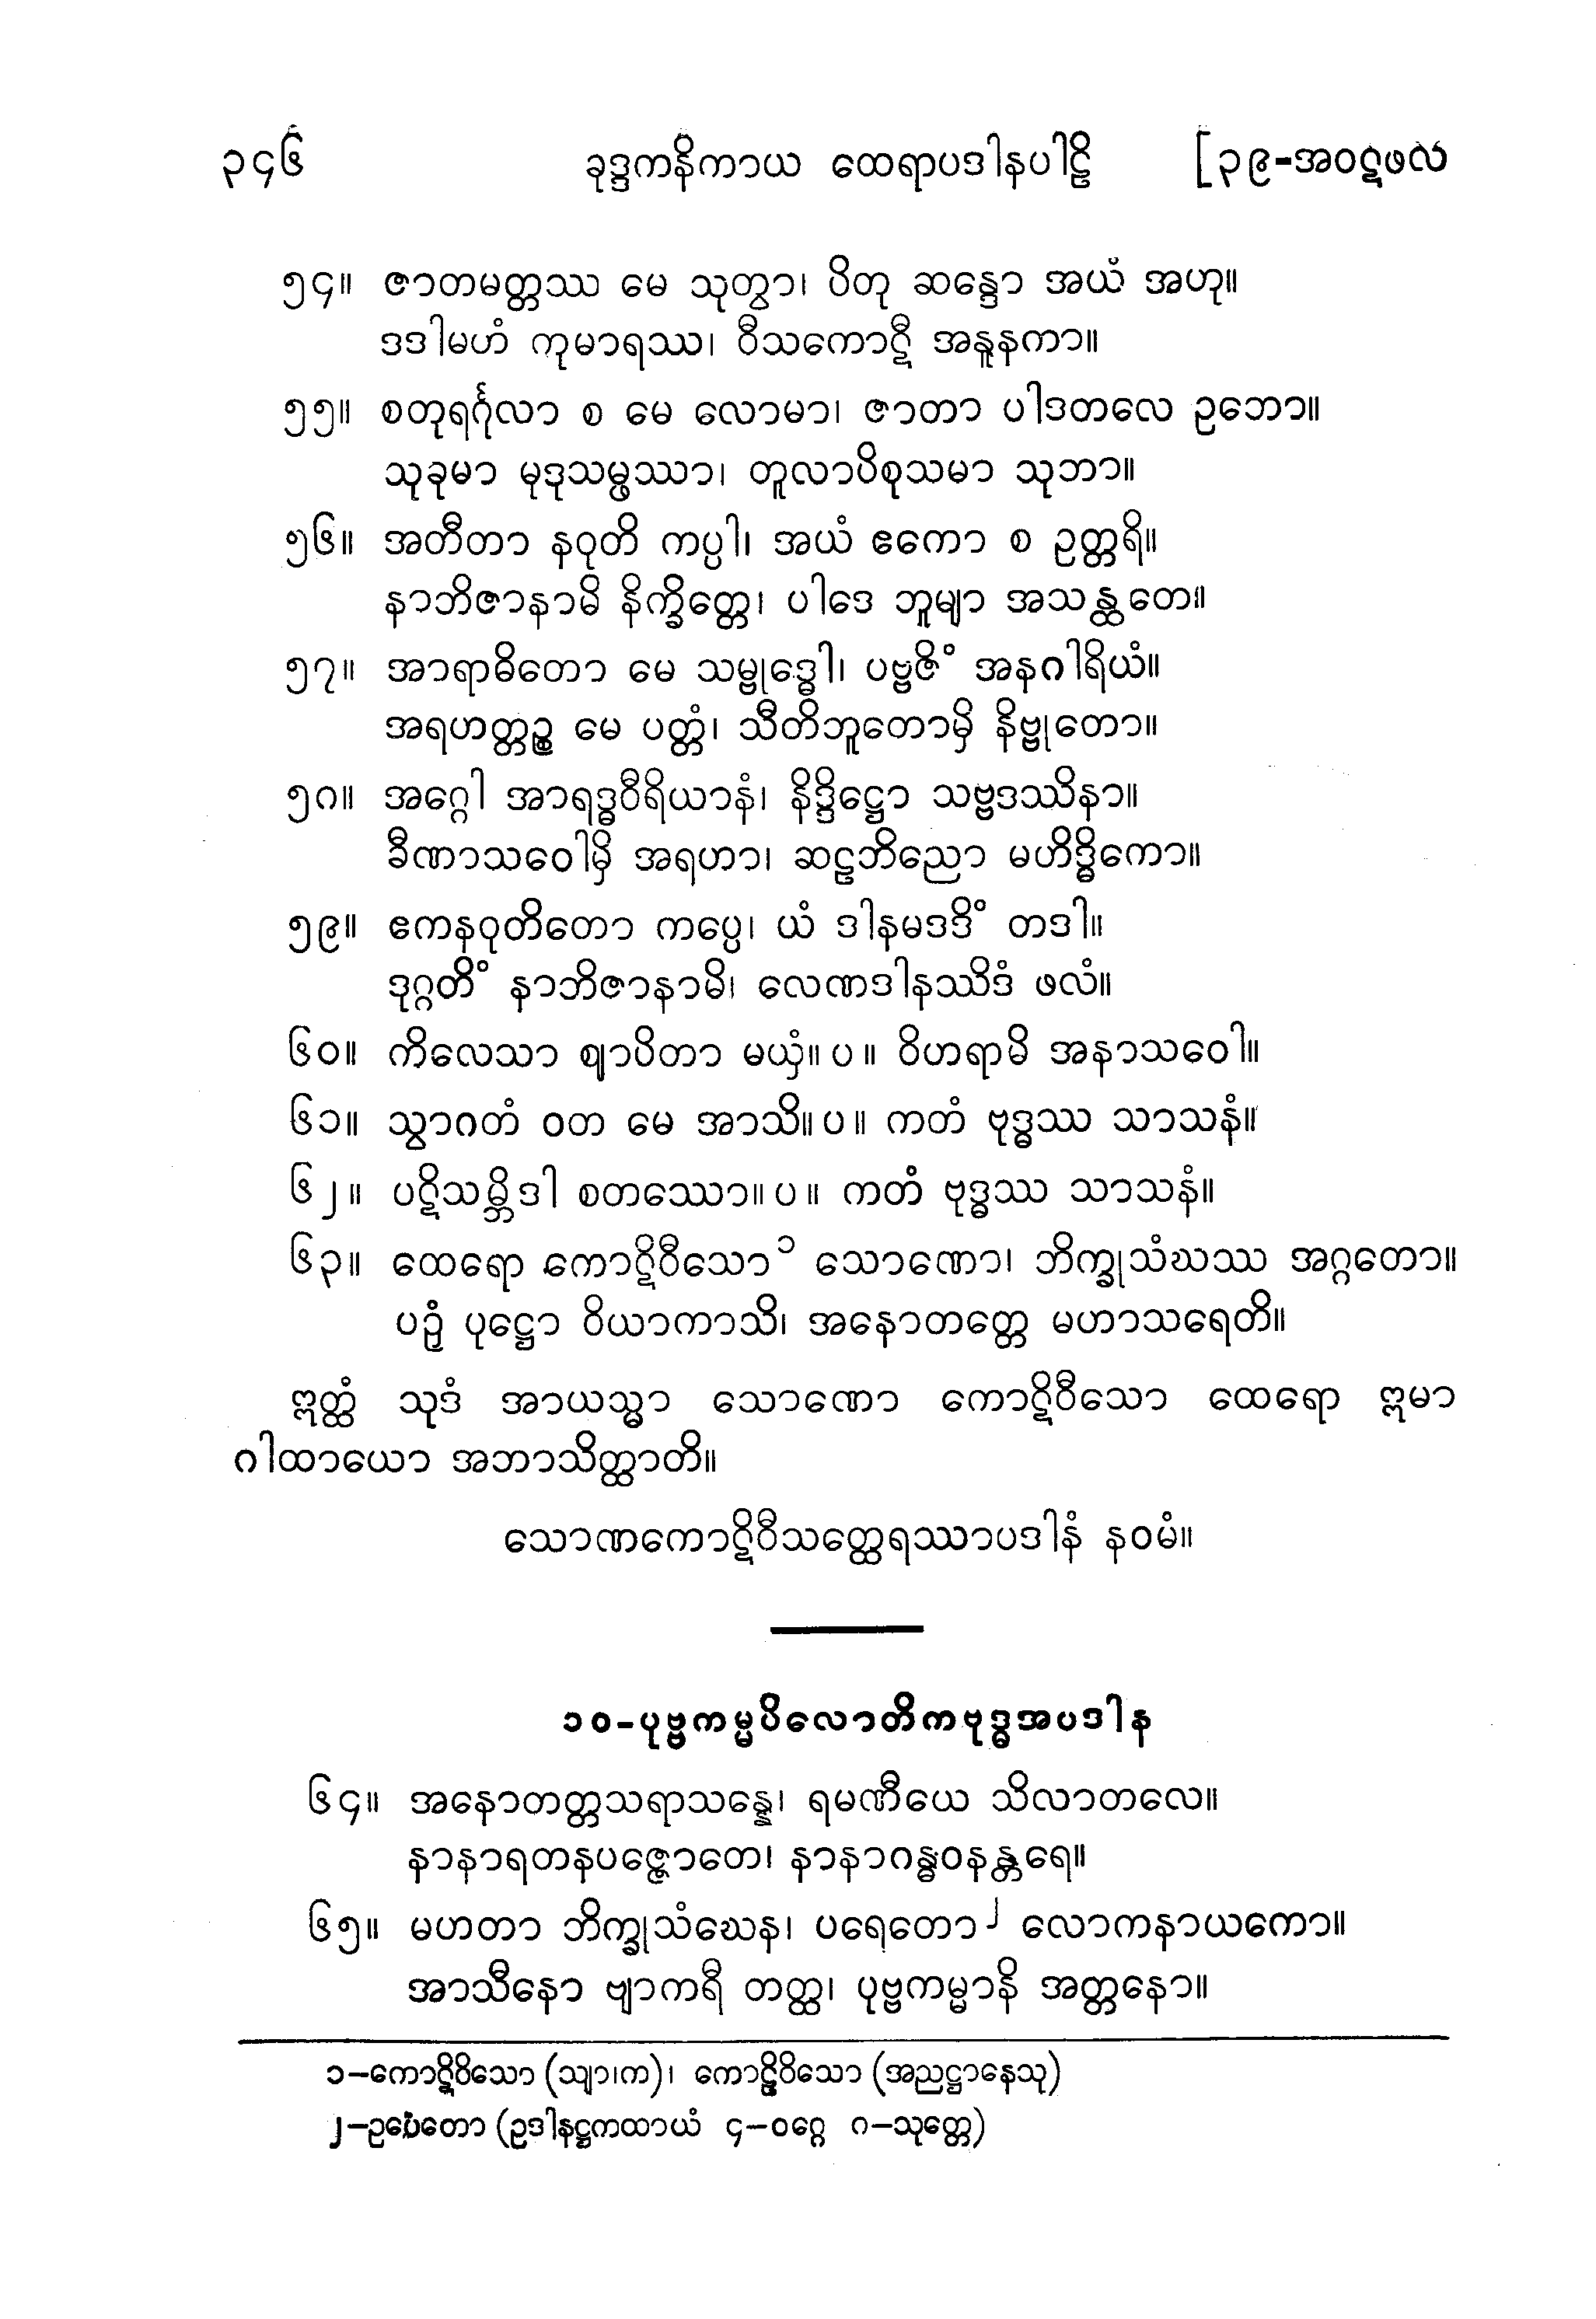 ၃၄၆ ခုဒ္ဒကနိကာယ ထေရာပဒါနပါဠိ [၃၉-အဝဋဖလ
၅၄။ ဇာတမတ္တဿ မေ သုတွာ၊ ပိတု ဆန္ဒော အယံ အဟု။
ဒဒါမဟံ ကုမာရဿ၊ ဝီသကောဋီ အနူနကာ။
၅၅။ စတုရင်္ဂုလာ စ မေ လောမာ၊ ဇာတာ ပါဒတလေ ဥဘော။
သုခုမာ မုဒုသမ္ဖဿာ၊ တူလာပိစုသမာ သုဘာ။
၅၆။ အတီတာ နဝုတိ ကပ္ပါ၊ အယံ ဧကော စ ဥတ္တရိ။
နာဘိဇာနာမိ နိက္ခိတ္တေ၊ ပါဒေ ဘူမျာ အသန္ထတေ။
၅၇။ အာရာဓိတော မေ သမ္ဗုဒ္ဓေါ၊ ပဗ္ဗဇိံ အနဂါရိယံ။
အရဟတ္တဉ္စ မေ ပတ္တံ၊ သီတိဘူတောမှိ နိဗ္ဗုတော။
၅၈။ အဂ္ဂေါ အာရဒ္ဓဝီရိယာနံ၊ နိဒ္ဒိဋ္ဌော သဗ္ဗဒဿိနာ။
ခီဏာသဝေါမှိ အရဟာ၊ ဆဠဘိညော မဟိဒ္ဓိကော။
၅၉။ ဧကနဝုတိတော ကပ္ပေ၊ ယံ ဒါနမဒဒိံ တဒါ။
ဒုဂ္ဂတိံ နာဘိဇာနာမိ၊ လေဏဒါနဿိဒံ ဖလံ။
၆၀။ ကိလေသာ ဈာပိတာ မယှံ။ ပ ။ ဝိဟရာမိ အနာသဝေါ။
၆၁။ သွာဂတံ ဝတ မေ အာသိ။ ပ ။ ကတံ ဗုဒ္ဓဿ သာသနံ။
၆၂။ ပဋိသမ္ဘိဒါ စတဿော။ ပ ။ ကတံ ဗုဒ္ဓဿ သာသနံ။
၆၃။ ထေရော ကောဋိဝီသော၁ သောဏော၊ ဘိက္ခုသံဃဿ အဂ္ဂတော။
ပဉှံ ပုဋ္ဌော ဝိယာကာသိ၊ အနောတတ္တေ မဟာသရေတိ။
ဣတ္ထံ သုဒံ အာယသ္မာ သောဏော ကောဋိဝီသော ထေရော ဣမာ
ဂါထာယော အဘာသိတ္ထာတိ။
သောဏကောဋိဝီသတ္ထေရဿာပဒါနံ နဝမံ။
၁၀-ပုဗ္ဗကမ္မပိလောတိကဗုဒ္ဓအပဒါန
၆၄။ အနောတတ္တသရာသန္နေ၊ ရမဏီယေ သိလာတလေ။
နာနာရတနပဇ္ဇောတေ၊ နာနာဂန္ဓဝနန္တရေ။
၆၅။ မဟတာ ဘိက္ခုသံဃေန၊ ပရေတော၂ လောကနာယကော။
အာသီနော ဗျာကရီ တတ္ထ၊ ပုဗ္ဗကမ္မာနိ အတ္တနော။
၁-ကောဋိဝိသော (သျာ၊က)၊ ကောဠိဝိသော (အညဋ္ဌာနေသု)
၂-ဥပေတော (ဥဒါနဋ္ဌကထာယံ ၄-ဝဂ္ဂေ ၈-သုတ္တေ)